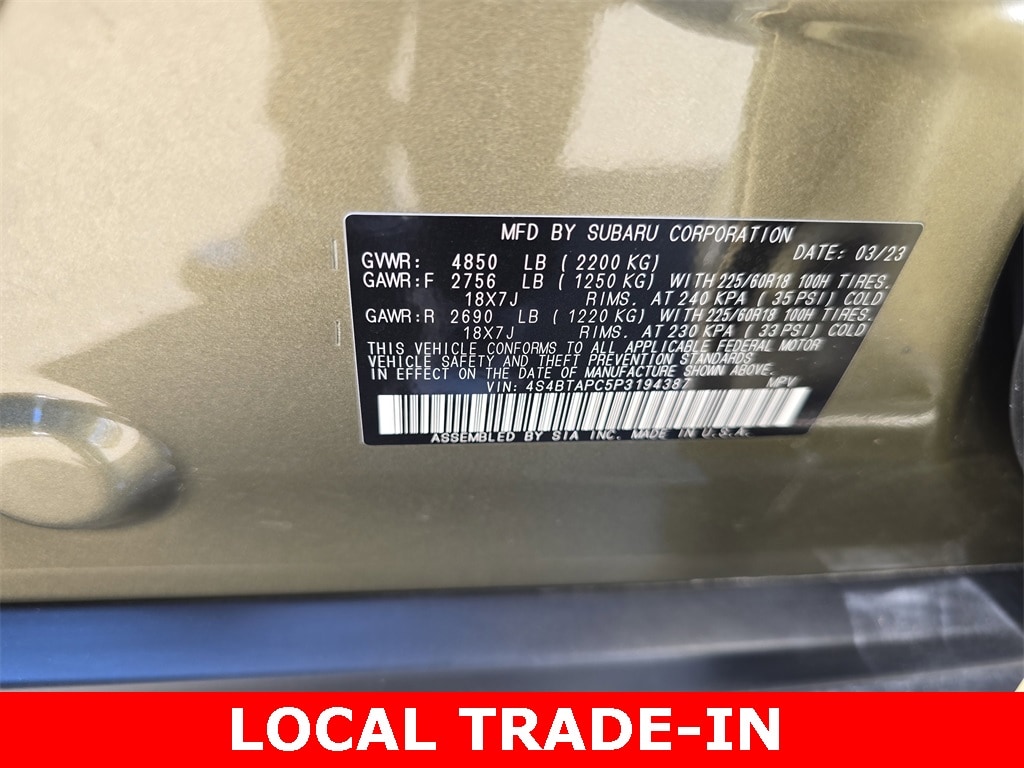 MFD BY SUBARU CORPORATION
DATE: 03/23
GVWR: 4850 LB ( 2200 KG)
GAWR:F 2756 LB ( 1250 KG) WITH 225/60R18 100H TIRES.
18X7J RIMS. AT 240 KPA ( 35 PSI) COLD
GAWR:R 2690 LB ( 1220 KG) WITH 225/60R18 100H TIRES.
18X7J RIMS. AT 230 KPA ( 33 PSI) COLD
THIS VEHICLE CONFORMS TO ALL APPLICABLE FEDERAL MOTOR
VEHICLE SAFETY AND THEFT PREVENTION STANDARDS
IN EFFECT ON THE DATE OF MANUFACTURE SHOWN ABOVE.
VIN: 4S4BTAPC5P3194387 MPV
ASSEMBLED BY SIA INC. MADE IN U.S.A.
LOCAL TRADE-IN